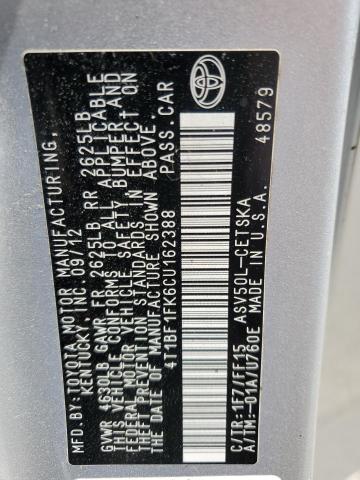 MFD.BY: TOYOTA MOTOR MANUFACTURING,
KENTUCKY, INC. 09/12
GVWR 4630LB GAWR FR 2625LB RR 2625LB
THIS VEHICLE CONFORMS TO ALL APPLICABLE
FEDERAL MOTOR VEHICLE SAFETY, BUMPER AND
THEFT PREVENTION STANDARDS IN EFFECT ON
THE DATE OF MANUFACTURE SHOWN ABOVE.
4T1BF1FK6CU162388 PASS. CAR
C/TR:1F7/EF15 ASV50L-CETSKA
A/TM:-01A/U760E MADE IN U.S.A.
48579